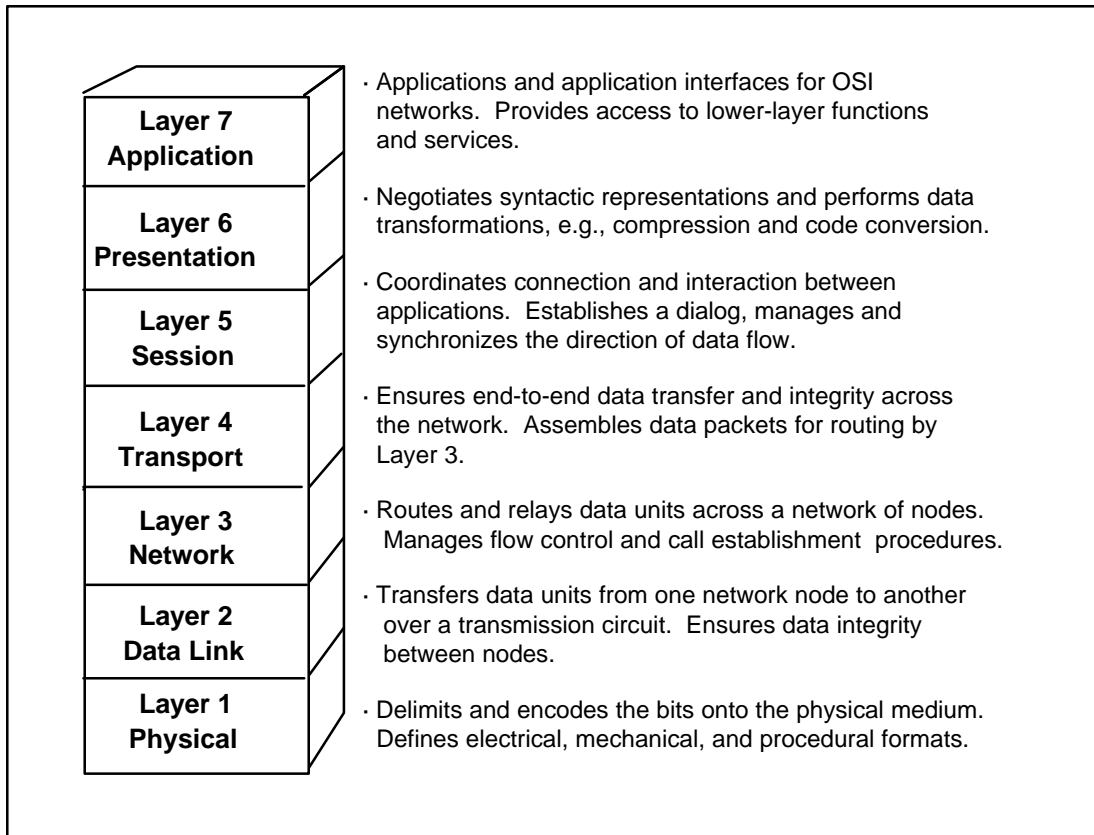 Layer 7
Application
· Applications and application interfaces for OSI
networks. Provides access to lower-layer functions
and services.
Layer 6
Presentation
· Negotiates syntactic representations and performs data
transformations, e.g., compression and code conversion.
Layer 5
Session
· Coordinates connection and interaction between
applications. Establishes a dialog, manages and
synchronizes the direction of data flow.
Layer 4
Transport
· Ensures end-to-end data transfer and integrity across
the network. Assembles data packets for routing by
Layer 3.
Layer 3
Network
· Routes and relays data units across a network of nodes.
Manages flow control and call establishment procedures.
Layer 2
Data Link
· Transfers data units from one network node to another
over a transmission circuit. Ensures data integrity
between nodes.
Layer 1
Physical
· Delimits and encodes the bits onto the physical medium.
Defines electrical, mechanical, and procedural formats.